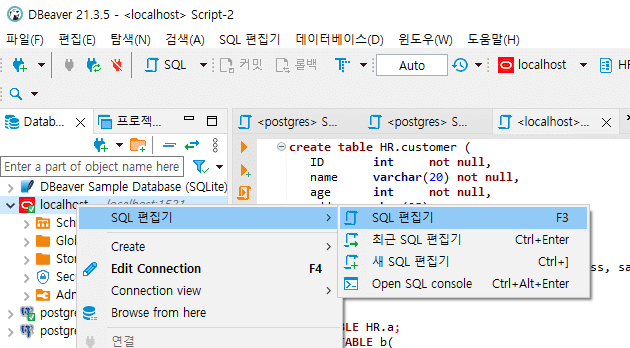 DBeaver 21.3.5 - <localhost> Script-2
파일(F) 편집(E) 탐색(N) 검색(A) SQL 편집기 데이터베이스(D) 윈도우(W) 도움말(H)
SQL 커밋 롤백 Auto localhost HR
Datab... 프로젝... <postgres> S... <postgres> S... <localhost>...
Enter a part of object name here
DBeaver Sample Database (SQLite)
localhost localhost:1521
Sch
Glo
Sto
Sec
Adn
postgre
postgre
create table HR.customer (
ID int not null,
name varchar(20) not null,
age int not null,
ss, sa
BLE HR.a;
TABLE b(
SQL 편집기
Create
Edit Connection F4
Connection view
Browse from here
연결
SQL 편집기 F3
최근 SQL 편집기 Ctrl+Enter
새 SQL 편집기 Ctrl+]
Open SQL console Ctrl+Alt+Enter